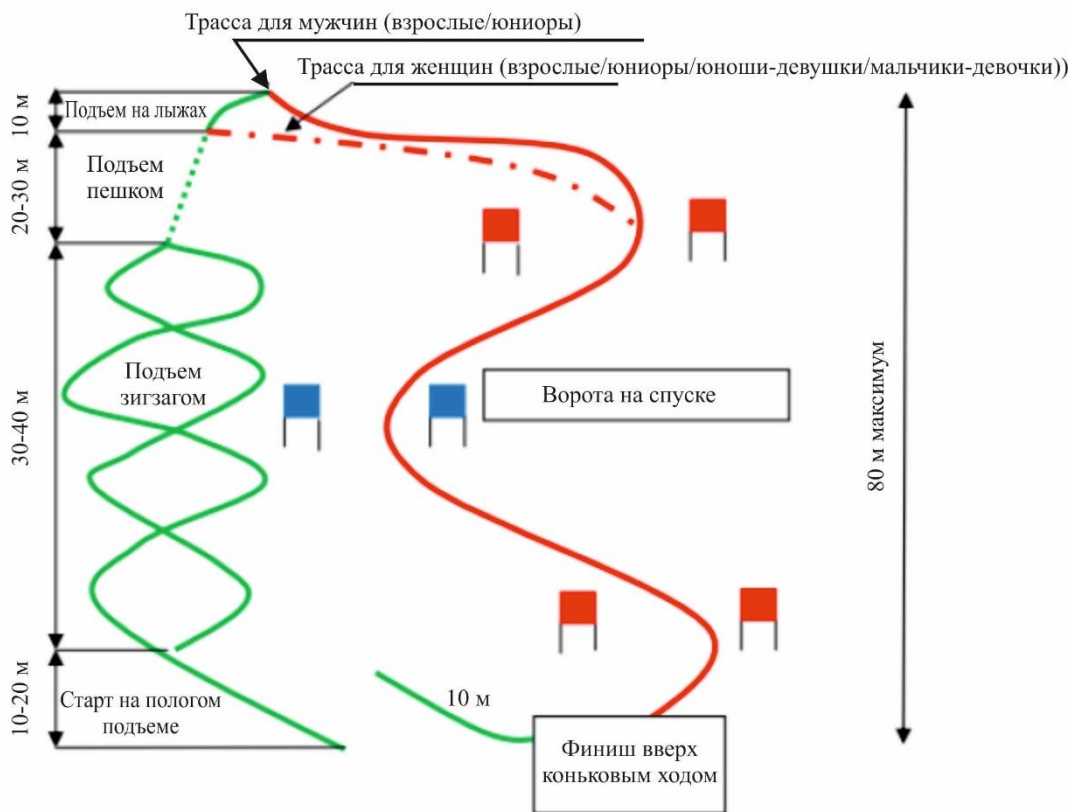 Трасса для мужчин (взрослые/юниоры)
Трасса для женщин (взрослые/юниоры/юноши-девушки/мальчики-девочки))
10 м
Подъем на лыжах
20-30 м
Подъем
пешком
30-40 м
Подъем
зигзагом
Ворота на спуске
80 м максимум
10-20 м
Старт на пологом
подъеме
10 м
Финиш вверх
коньковым ходом